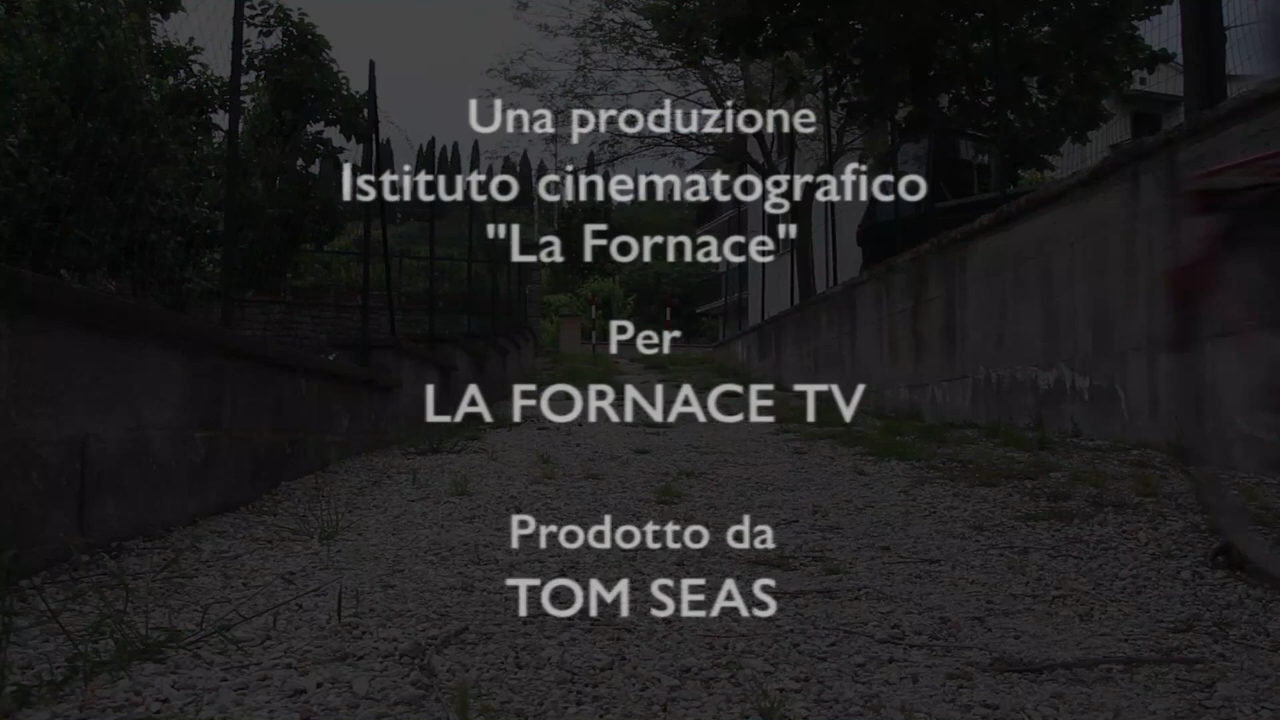 Una produzione
Istituto cinematografico
"La Fornace"
Per
LA FORNACE TV
Prodotto da
TOM SEAS